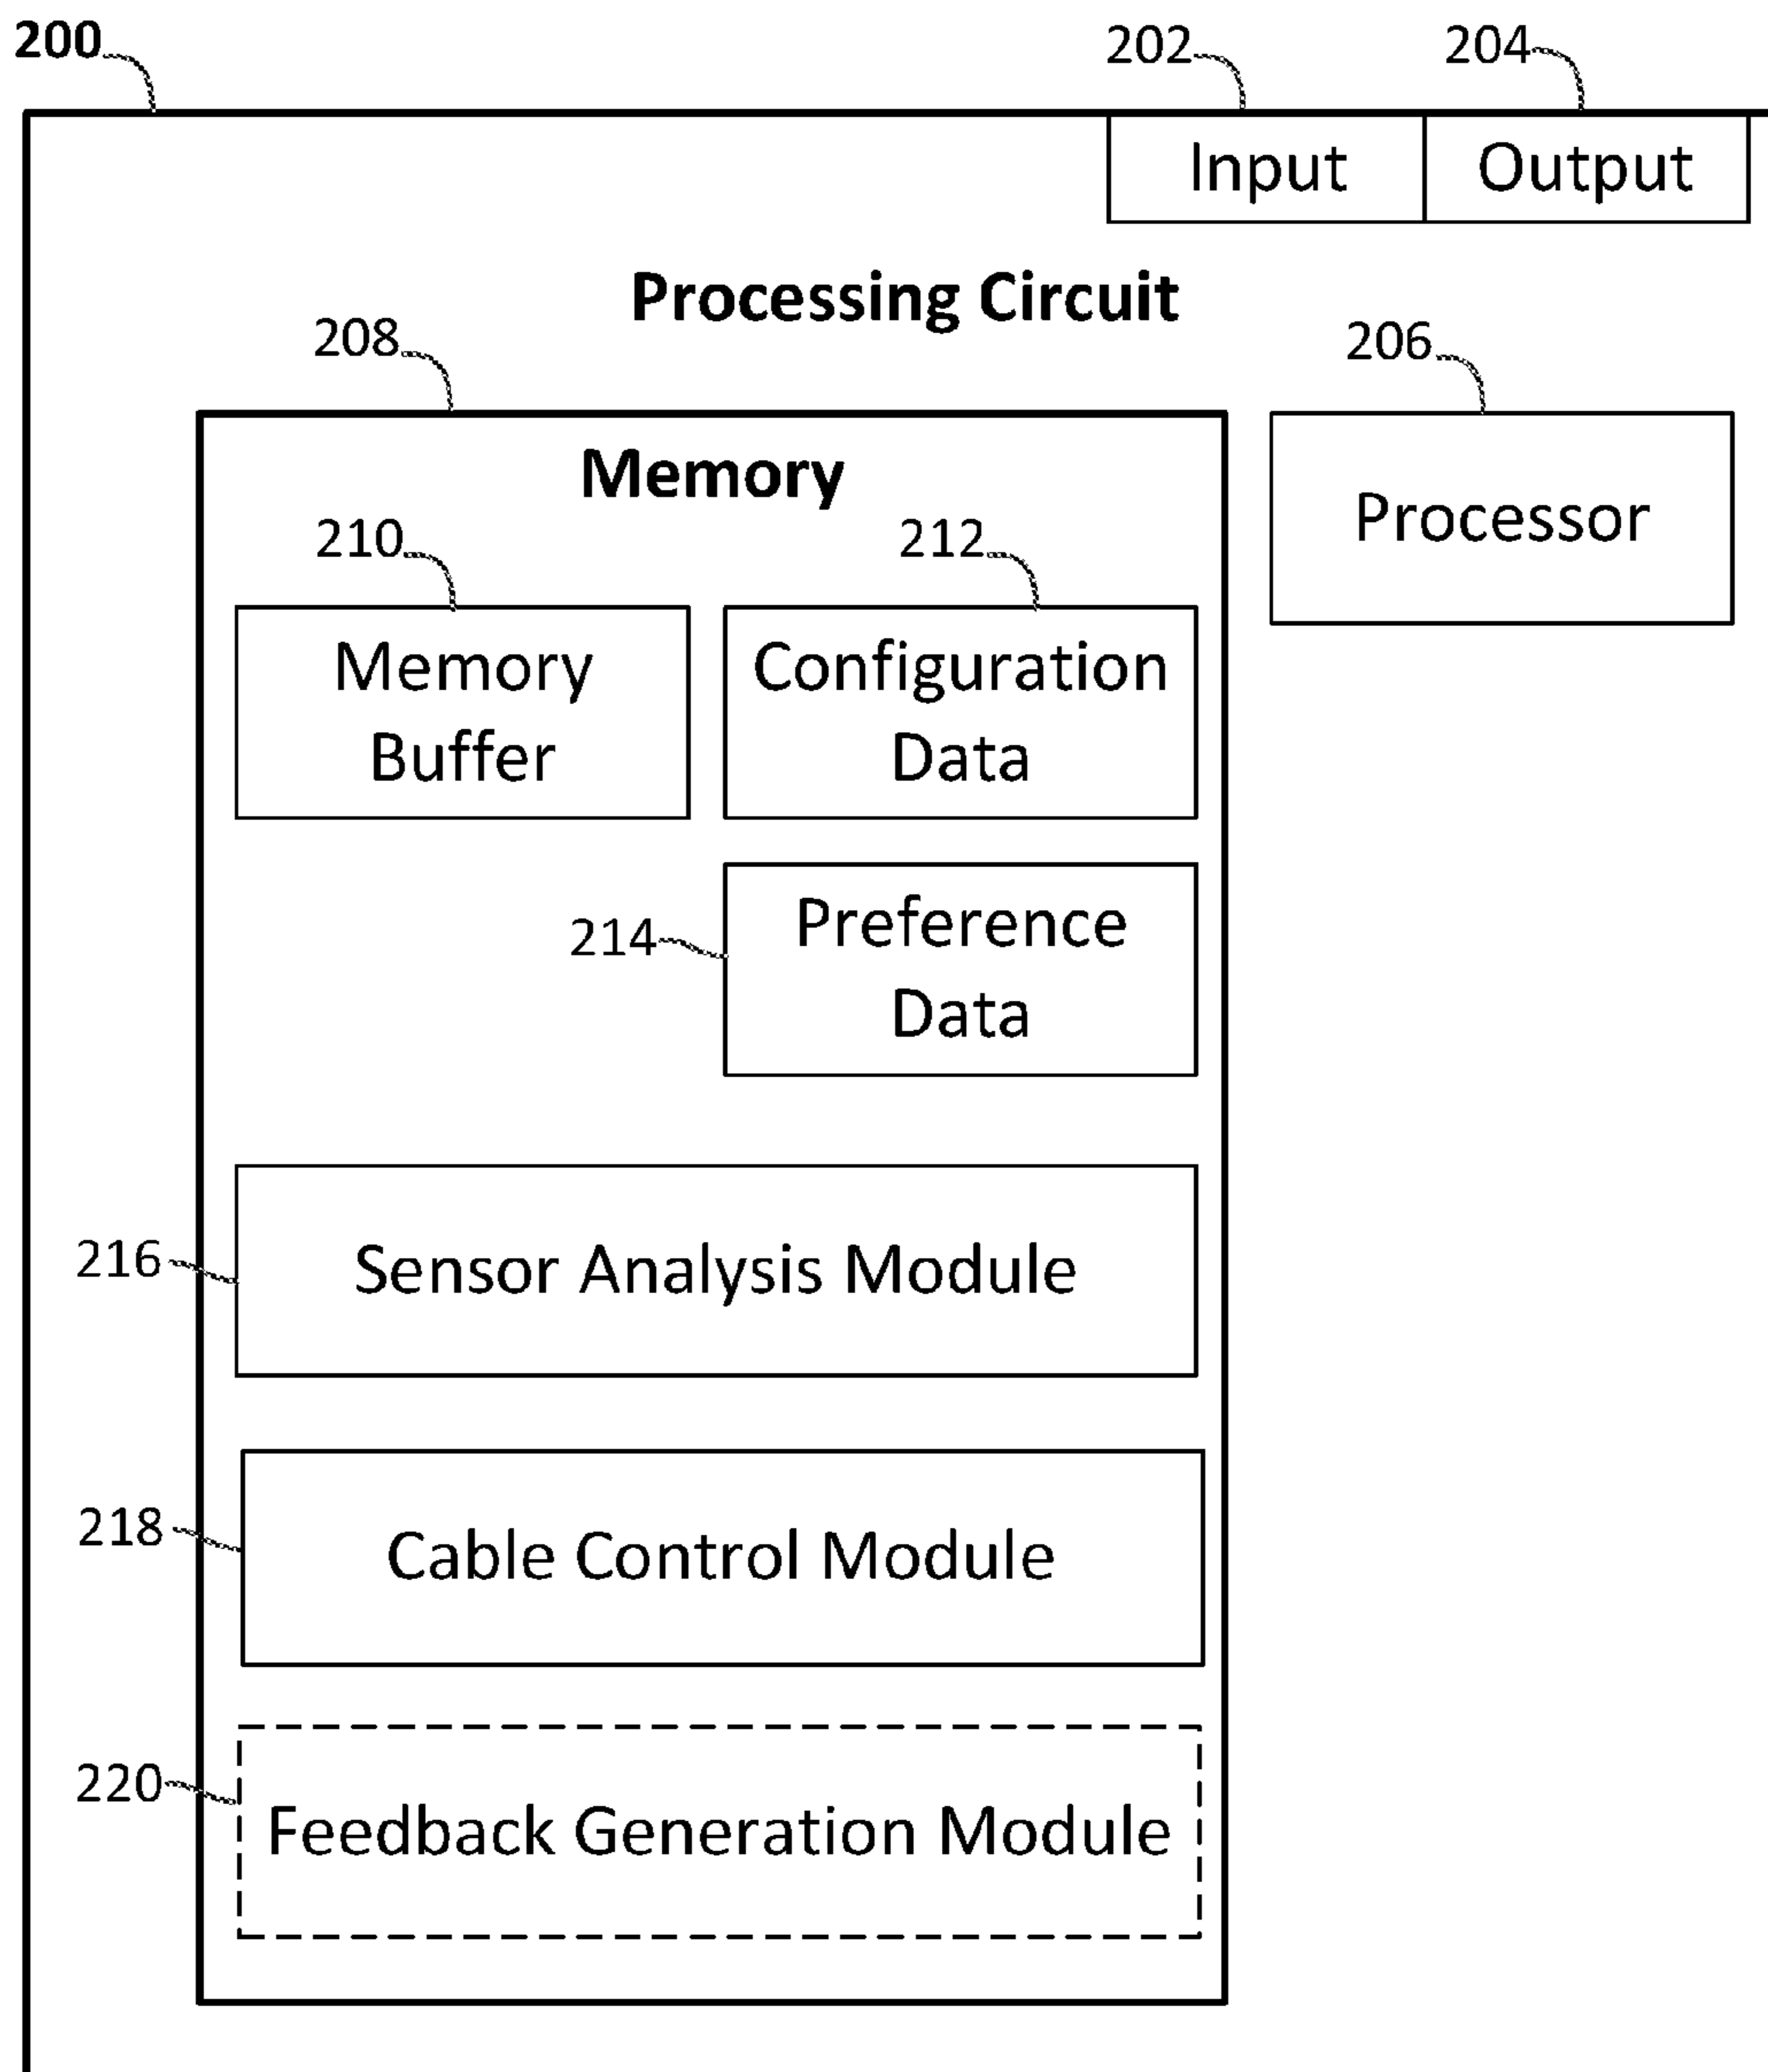 200
202
204
Input
Output
Processing Circuit
208
206
Memory
Processor
210
212
Memory
Buffer
Configuration
Data
214
Preference
Data
216
Sensor Analysis Module
218
Cable Control Module
220
Feedback Generation Module